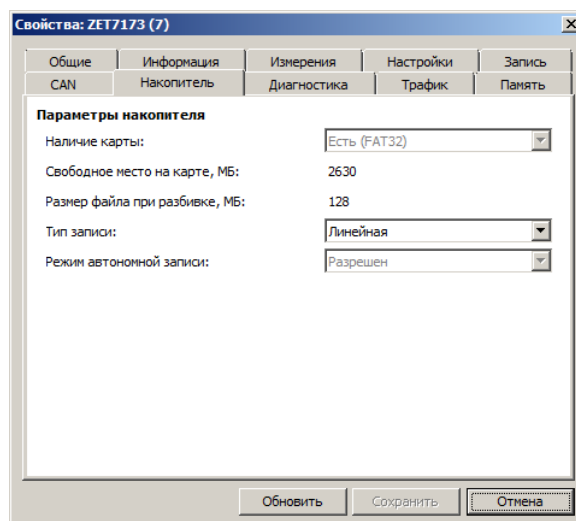 Свойства: ZET7173 (7)
Общие Информация Измерения Настройки Запись
CAN Накопитель Диагностика Трафик Память
Параметры накопителя
Наличие карты: Есть (FAT32)
Свободное место на карте, МБ: 2630
Размер файла при разбивке, МБ: 128
Тип записи: Линейная
Режим автономной записи: Разрешен
Обновить Сохранить Отмена